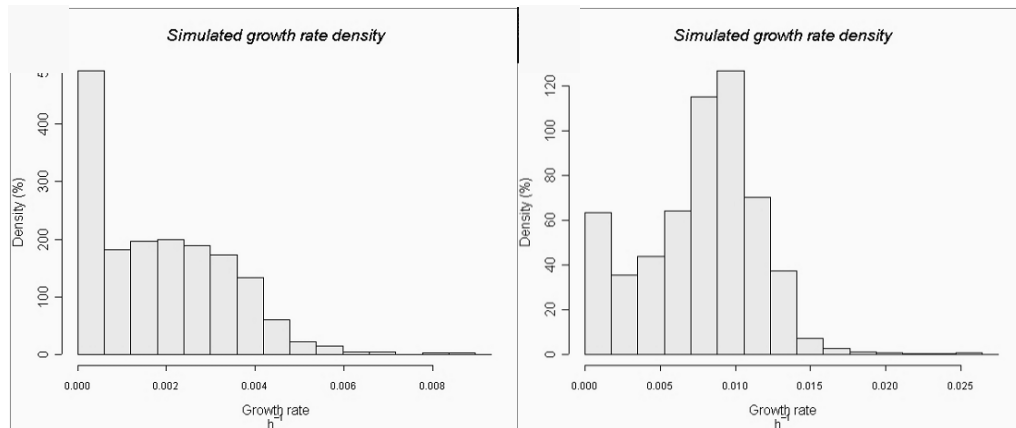 Simulated growth rate density
Density (%)
400
300
200
100
0
0.000 0.002 0.004 0.006 0.008
Growth rate
h⁻¹
Simulated growth rate density
Density (%)
120
100
80
60
40
20
0
0.000 0.005 0.010 0.015 0.020 0.025
Growth rate
h⁻¹